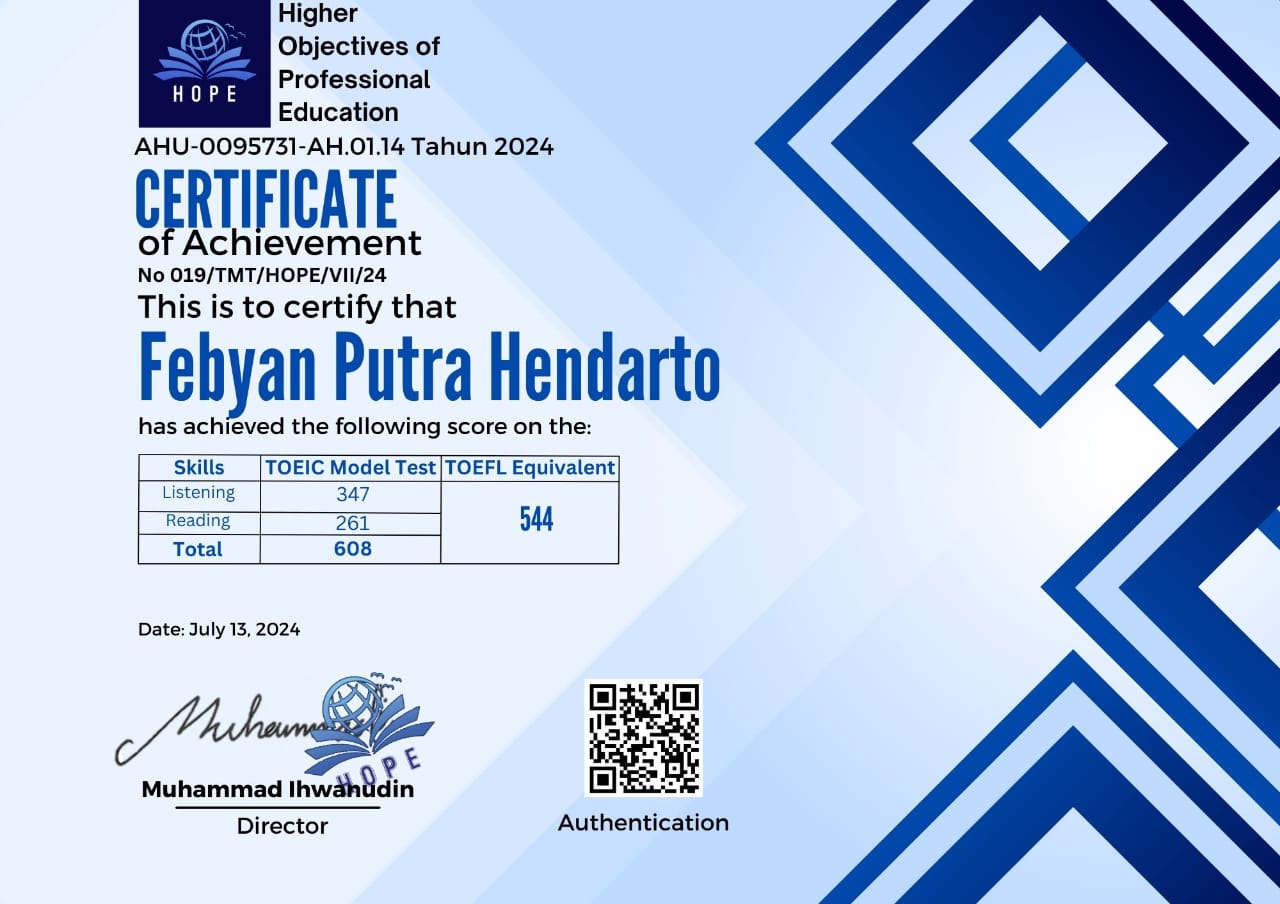 HOPE
Higher
Objectives of
Professional
Education
AHU-0095731-AH.01.14 Tahun 2024
CERTIFICATE
of Achievement
No 019/TMT/HOPE/VII/24
This is to certify that
Febyan Putra Hendarto
has achieved the following score on the:
Skills TOEIC Model Test TOEFL Equivalent
Listening 347
Reading 261
544
Total 608
Date: July 13, 2024
HOPE
Muhammad Ihwanudin
Director
Authentication